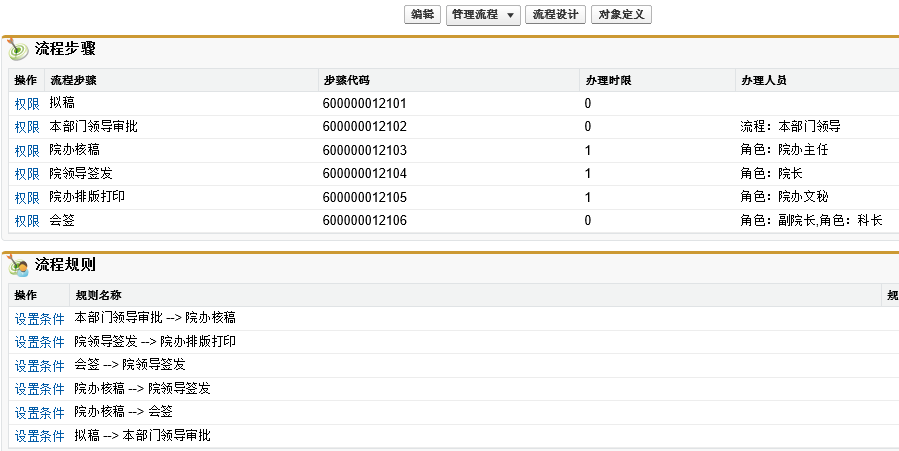 编辑 管理流程 流程设计 对象定义
流程步骤
操作 流程步骤 步骤代码 办理时限 办理人员
权限 拟稿 600000012101 0
权限 本部门领导审批 600000012102 0 流程：本部门领导
权限 院办核稿 600000012103 1 角色：院办主任
权限 院领导签发 600000012104 1 角色：院长
权限 院办排版打印 600000012105 1 角色：院办文秘
权限 会签 600000012106 0 角色：副院长,角色：科长
流程规则
操作 规则名称 规
设置条件 本部门领导审批 --> 院办核稿
设置条件 院领导签发 --> 院办排版打印
设置条件 会签 --> 院领导签发
设置条件 院办核稿 --> 院领导签发
设置条件 院办核稿 --> 会签
设置条件 拟稿 --> 本部门领导审批